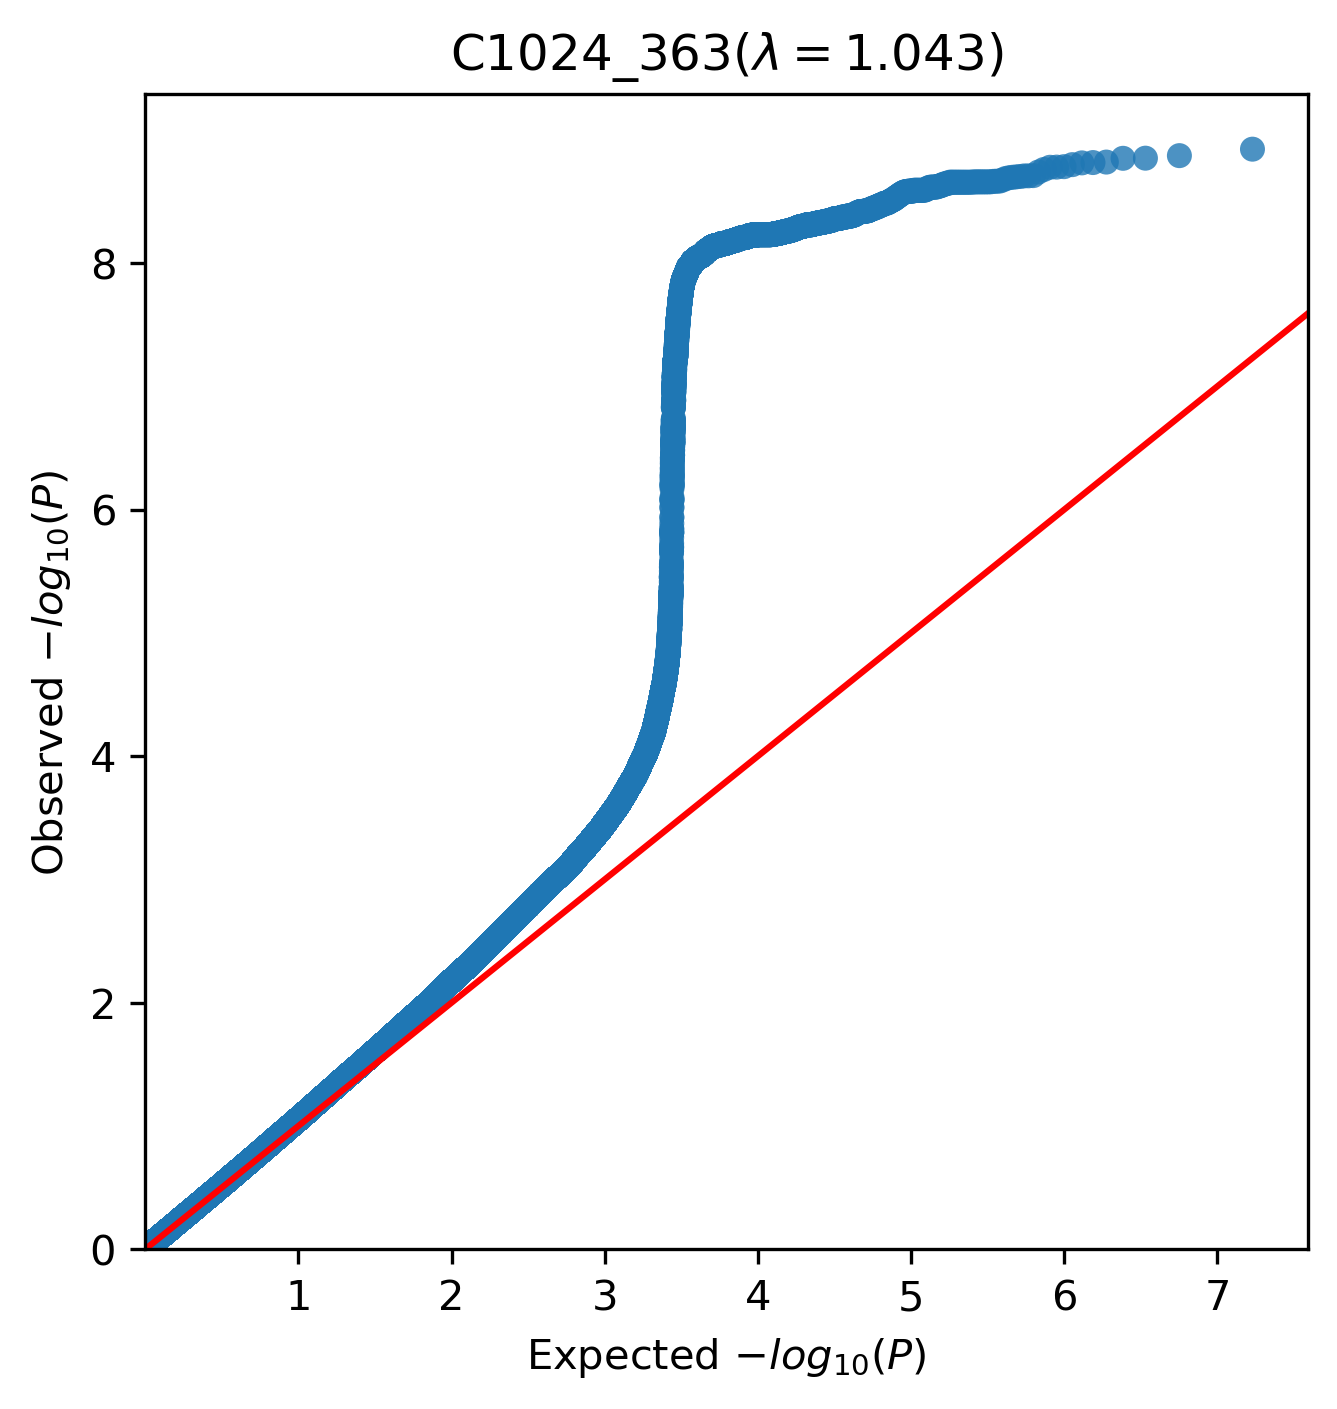 C1024_363(λ = 1.043)
Observed −log₁₀(P)
8
6
4
2
0
1 2 3 4 5 6 7
Expected −log₁₀(P)